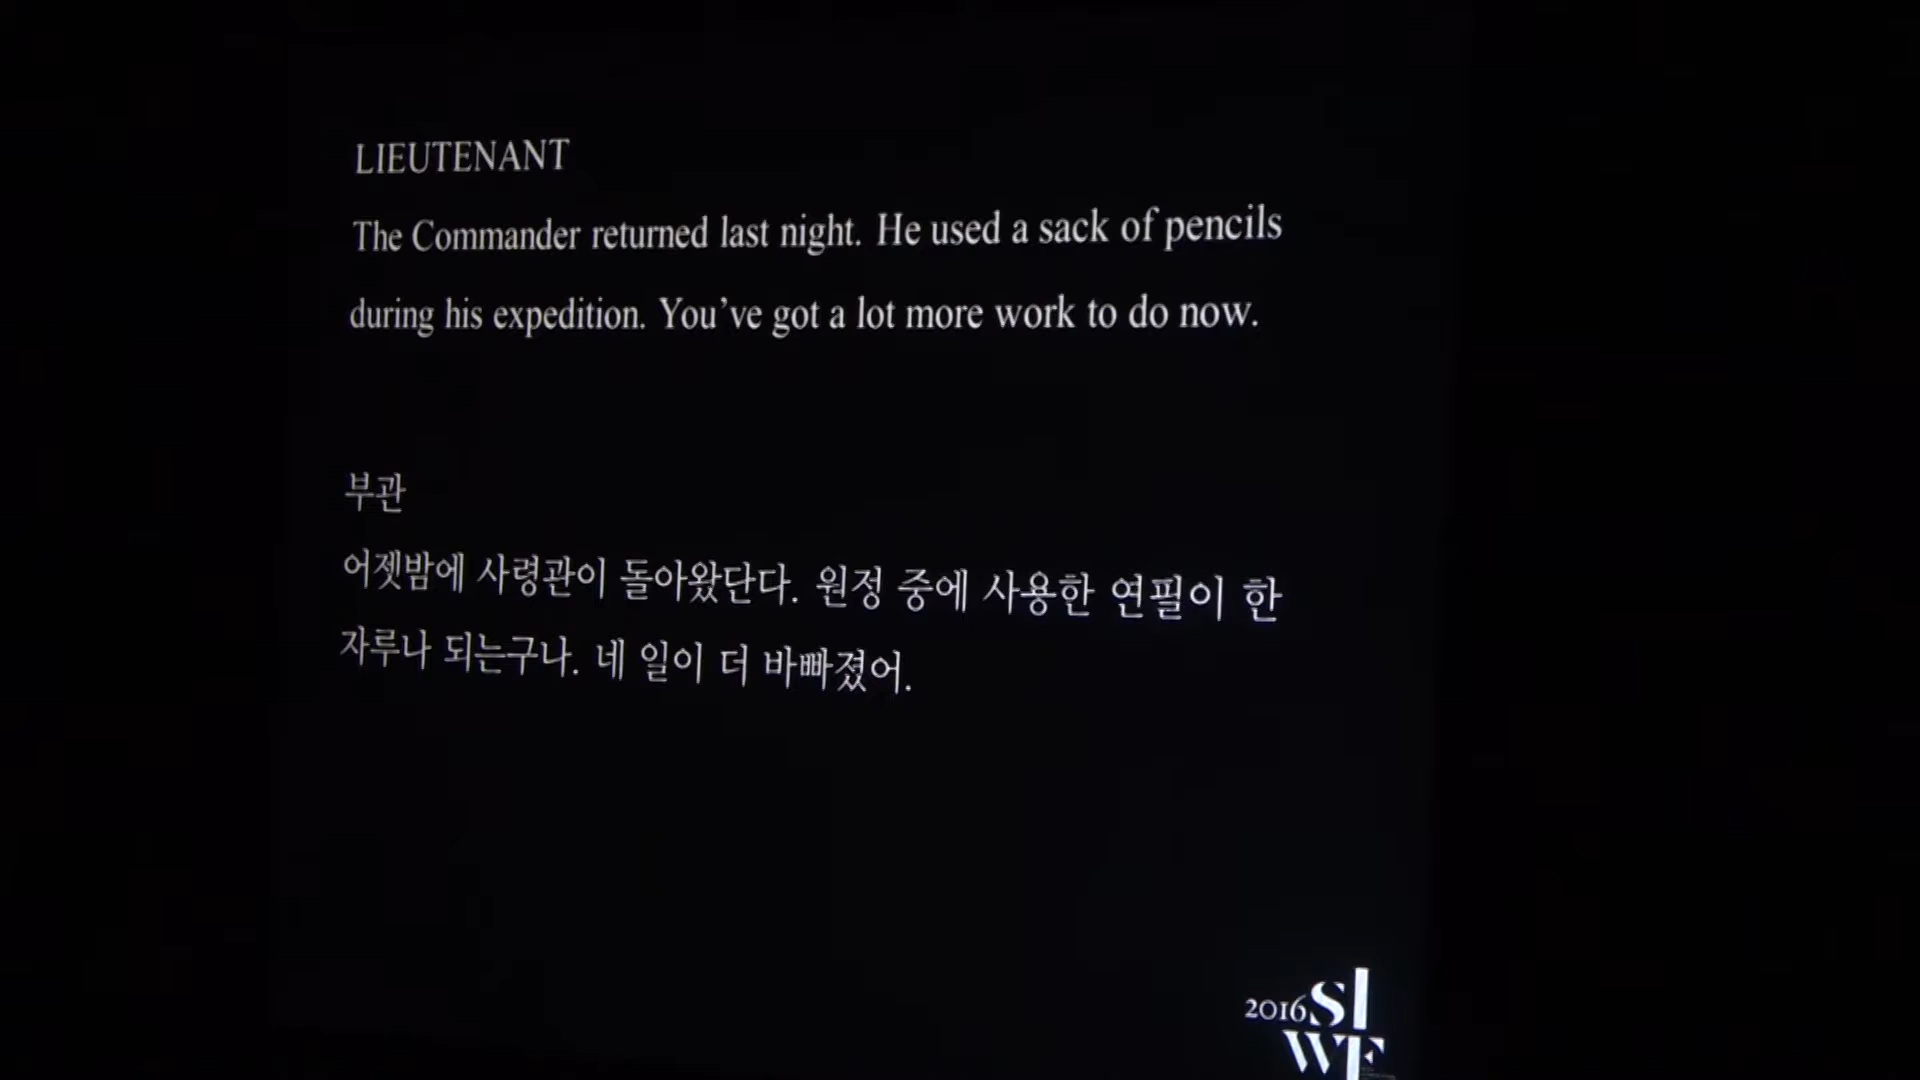 LIEUTENANT
The Commander returned last night. He used a sack of pencils
during his expedition. You’ve got a lot more work to do now.
부관
어젯밤에 사령관이 돌아왔단다. 원정 중에 사용한 연필이 한
자루나 되는구나. 네 일이 더 바빠졌어.
2016 SI
WF